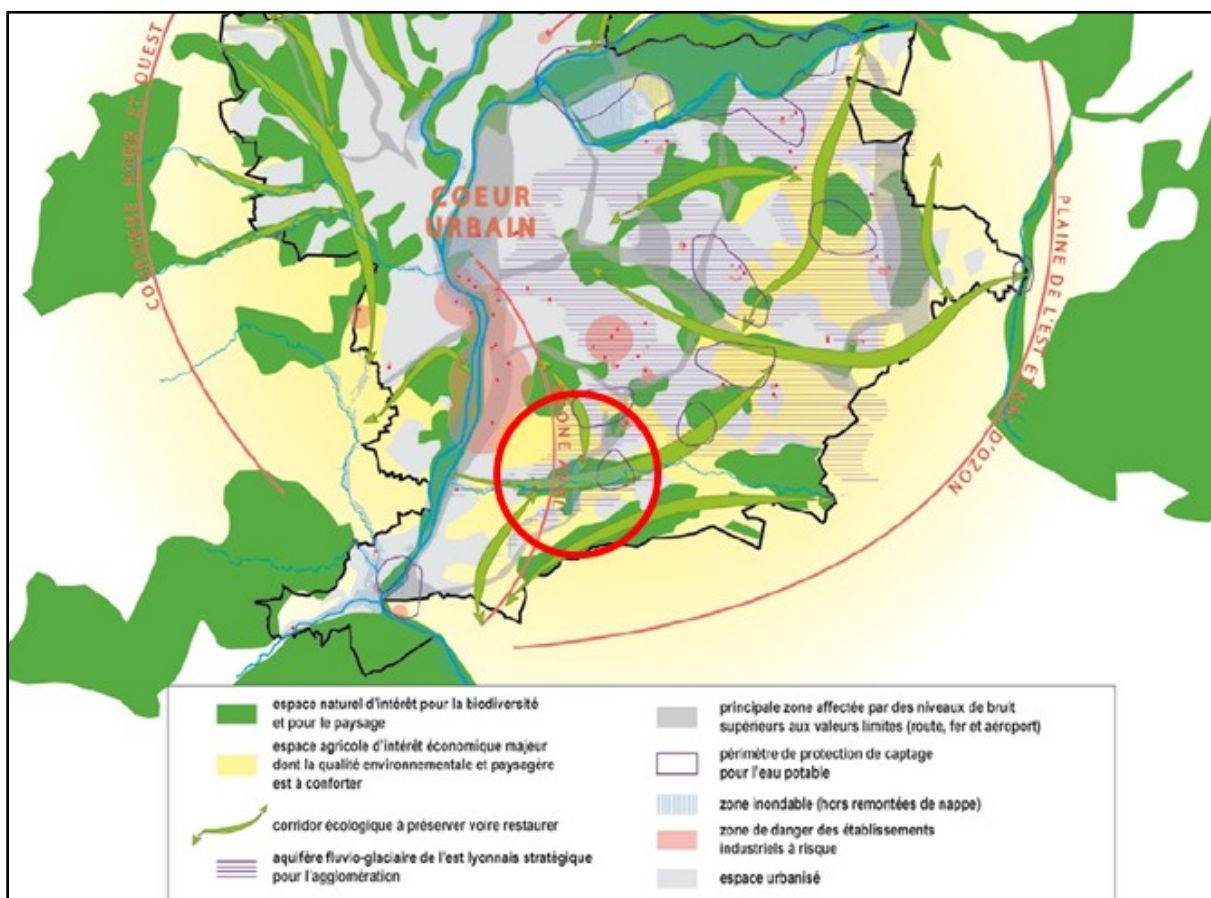 COURONNE NORD ET OUEST
COEUR
URBAIN
PLAINE DE L'EST ET VAL D'OZON
espace naturel d'intérêt pour la biodiversité
et pour le paysage
espace agricole d'intérêt économique majeur
dont la qualité environnementale et paysagère
est à conforter
corridor écologique à préserver voire restaurer
aquifère fluvio-glaciaire de l'est lyonnais stratégique
pour l'agglomération
principale zone affectée par des niveaux de bruit
supérieurs aux valeurs limites (route, fer et aéroport)
périmètre de protection de captage
pour l'eau potable
zone inondable (hors remontées de nappe)
zone de danger des établissements
industriels à risque
espace urbanisé